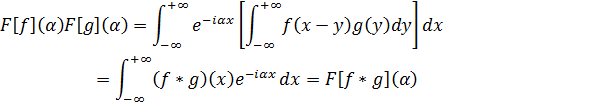 F[f](α)F[g](α) = ∫_{−∞}^{+∞} e^{−iαx} [∫_{−∞}^{+∞} f(x − y)g(y)dy] dx
= ∫_{−∞}^{+∞} (f ∗ g)(x)e^{−iαx} dx = F[f ∗ g](α)